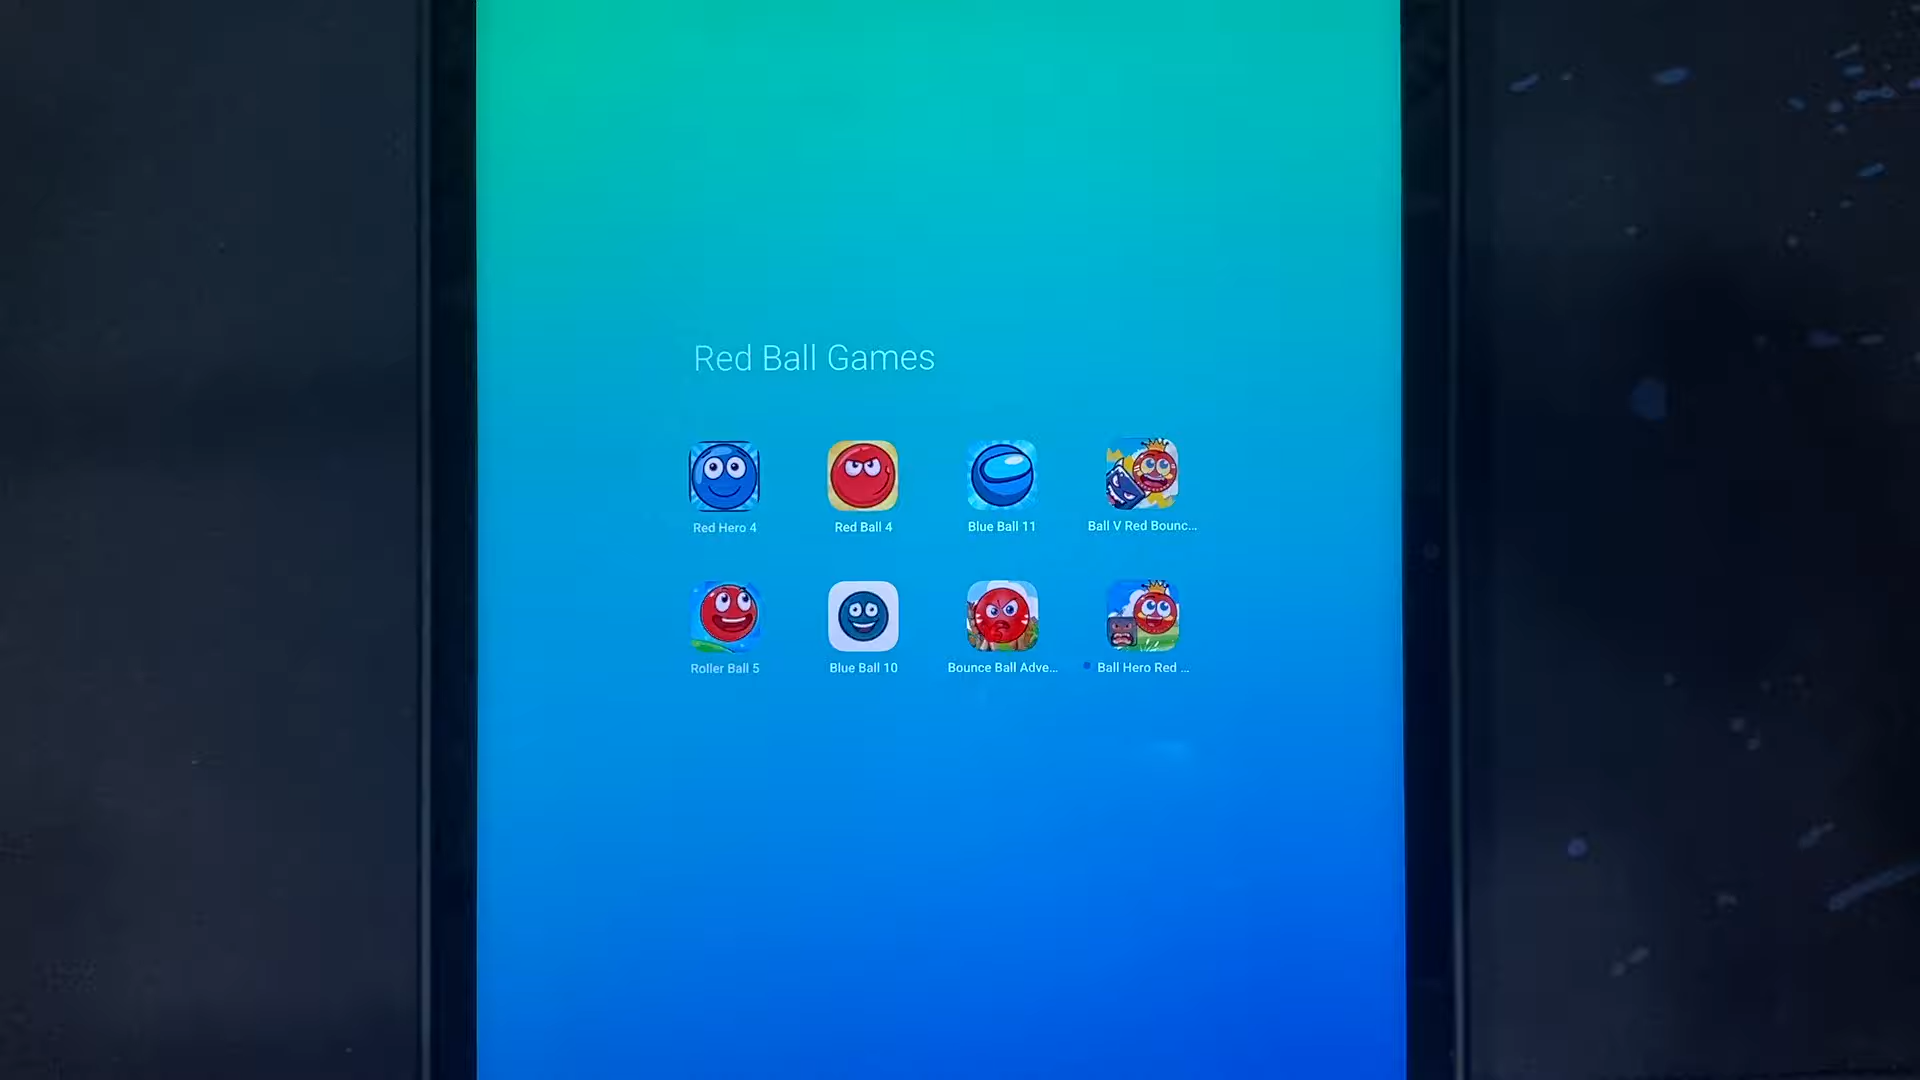 Red Ball Games
Red Hero 4
Red Ball 4
Blue Ball 11
Ball V Red Bounc...
Roller Ball 5
Blue Ball 10
Bounce Ball Adve...
Ball Hero Red ...